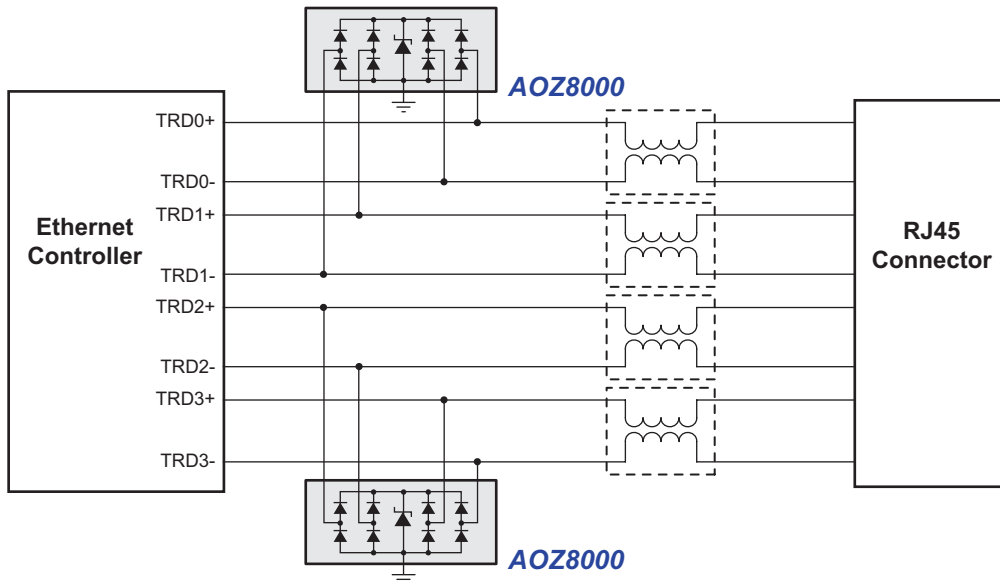 AOZ8000
TRD0+
TRD0-
TRD1+
TRD1-
TRD2+
TRD2-
TRD3+
TRD3-
Ethernet
Controller
RJ45
Connector
AOZ8000